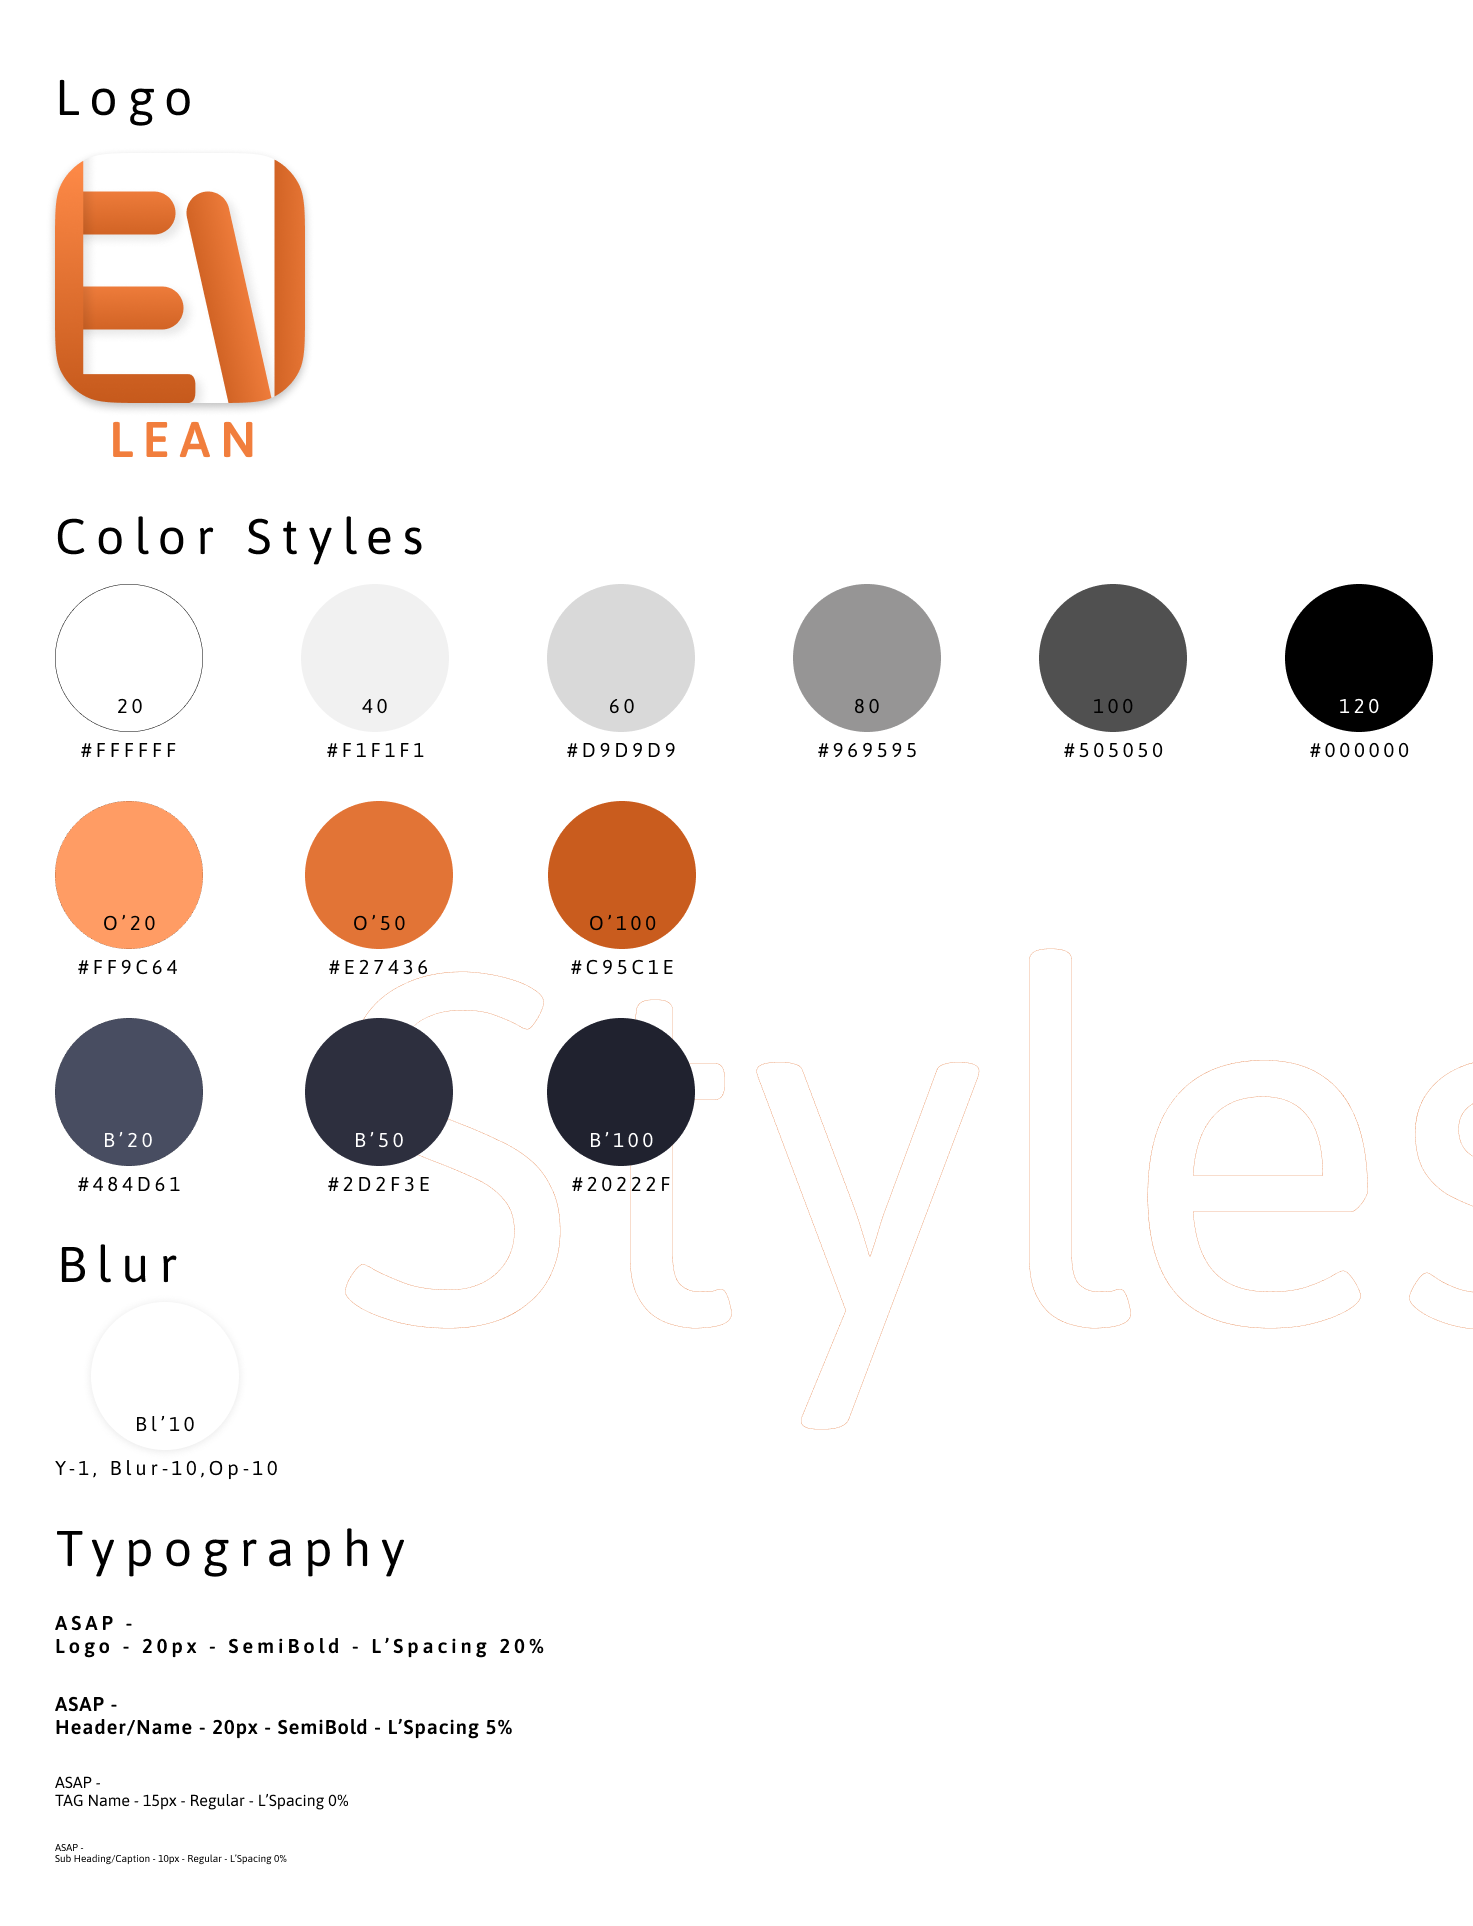 Logo
LEAN
Color Styles
20
40
60
80
100
120
#FFFFFF
#F1F1F1
#D9D9D9
#969595
#505050
#000000
O’20
O’50
O’100
#FF9C64
#E27436
#C95C1E
Styles
B’20
B’50
B’100
#484D61
#2D2F3E
#20222F
Blur
Bl’10
Y-1, Blur-10,Op-10
Typography
ASAP -
Logo - 20px - SemiBold - L’Spacing 20%
ASAP -
Header/Name - 20px - SemiBold - L’Spacing 5%
ASAP -
TAG Name - 15px - Regular - L’Spacing 0%
ASAP -
Sub Heading/Caption - 10px - Regular - L’Spacing 0%